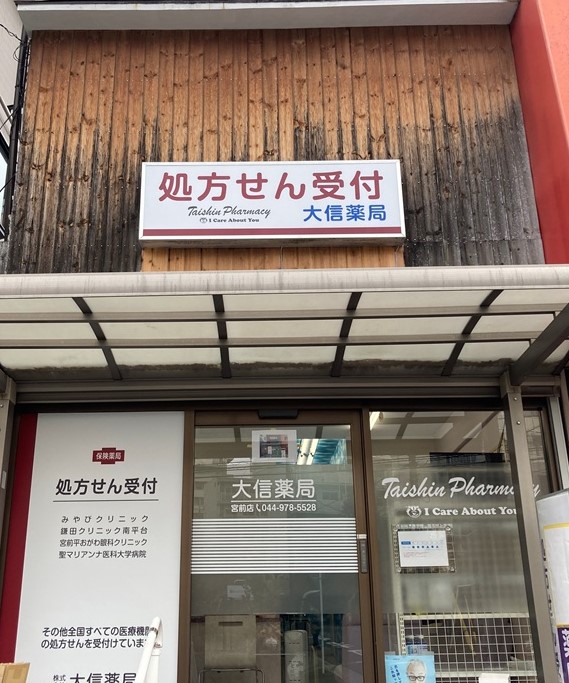 処方せん受付
Taishin Pharmacy
I Care About You
大信薬局
保険薬局
処方せん受付
みやびクリニック
鎌田クリニック南平台
宮前平おがわ眼科クリニック
聖マリアンナ医科大学病院
その他全国すべての医療機関
の処方せんを受付けています
株式
大信薬局
大信薬局
宮前店 044-978-5528
Taishin Pharmacy
I Care About You